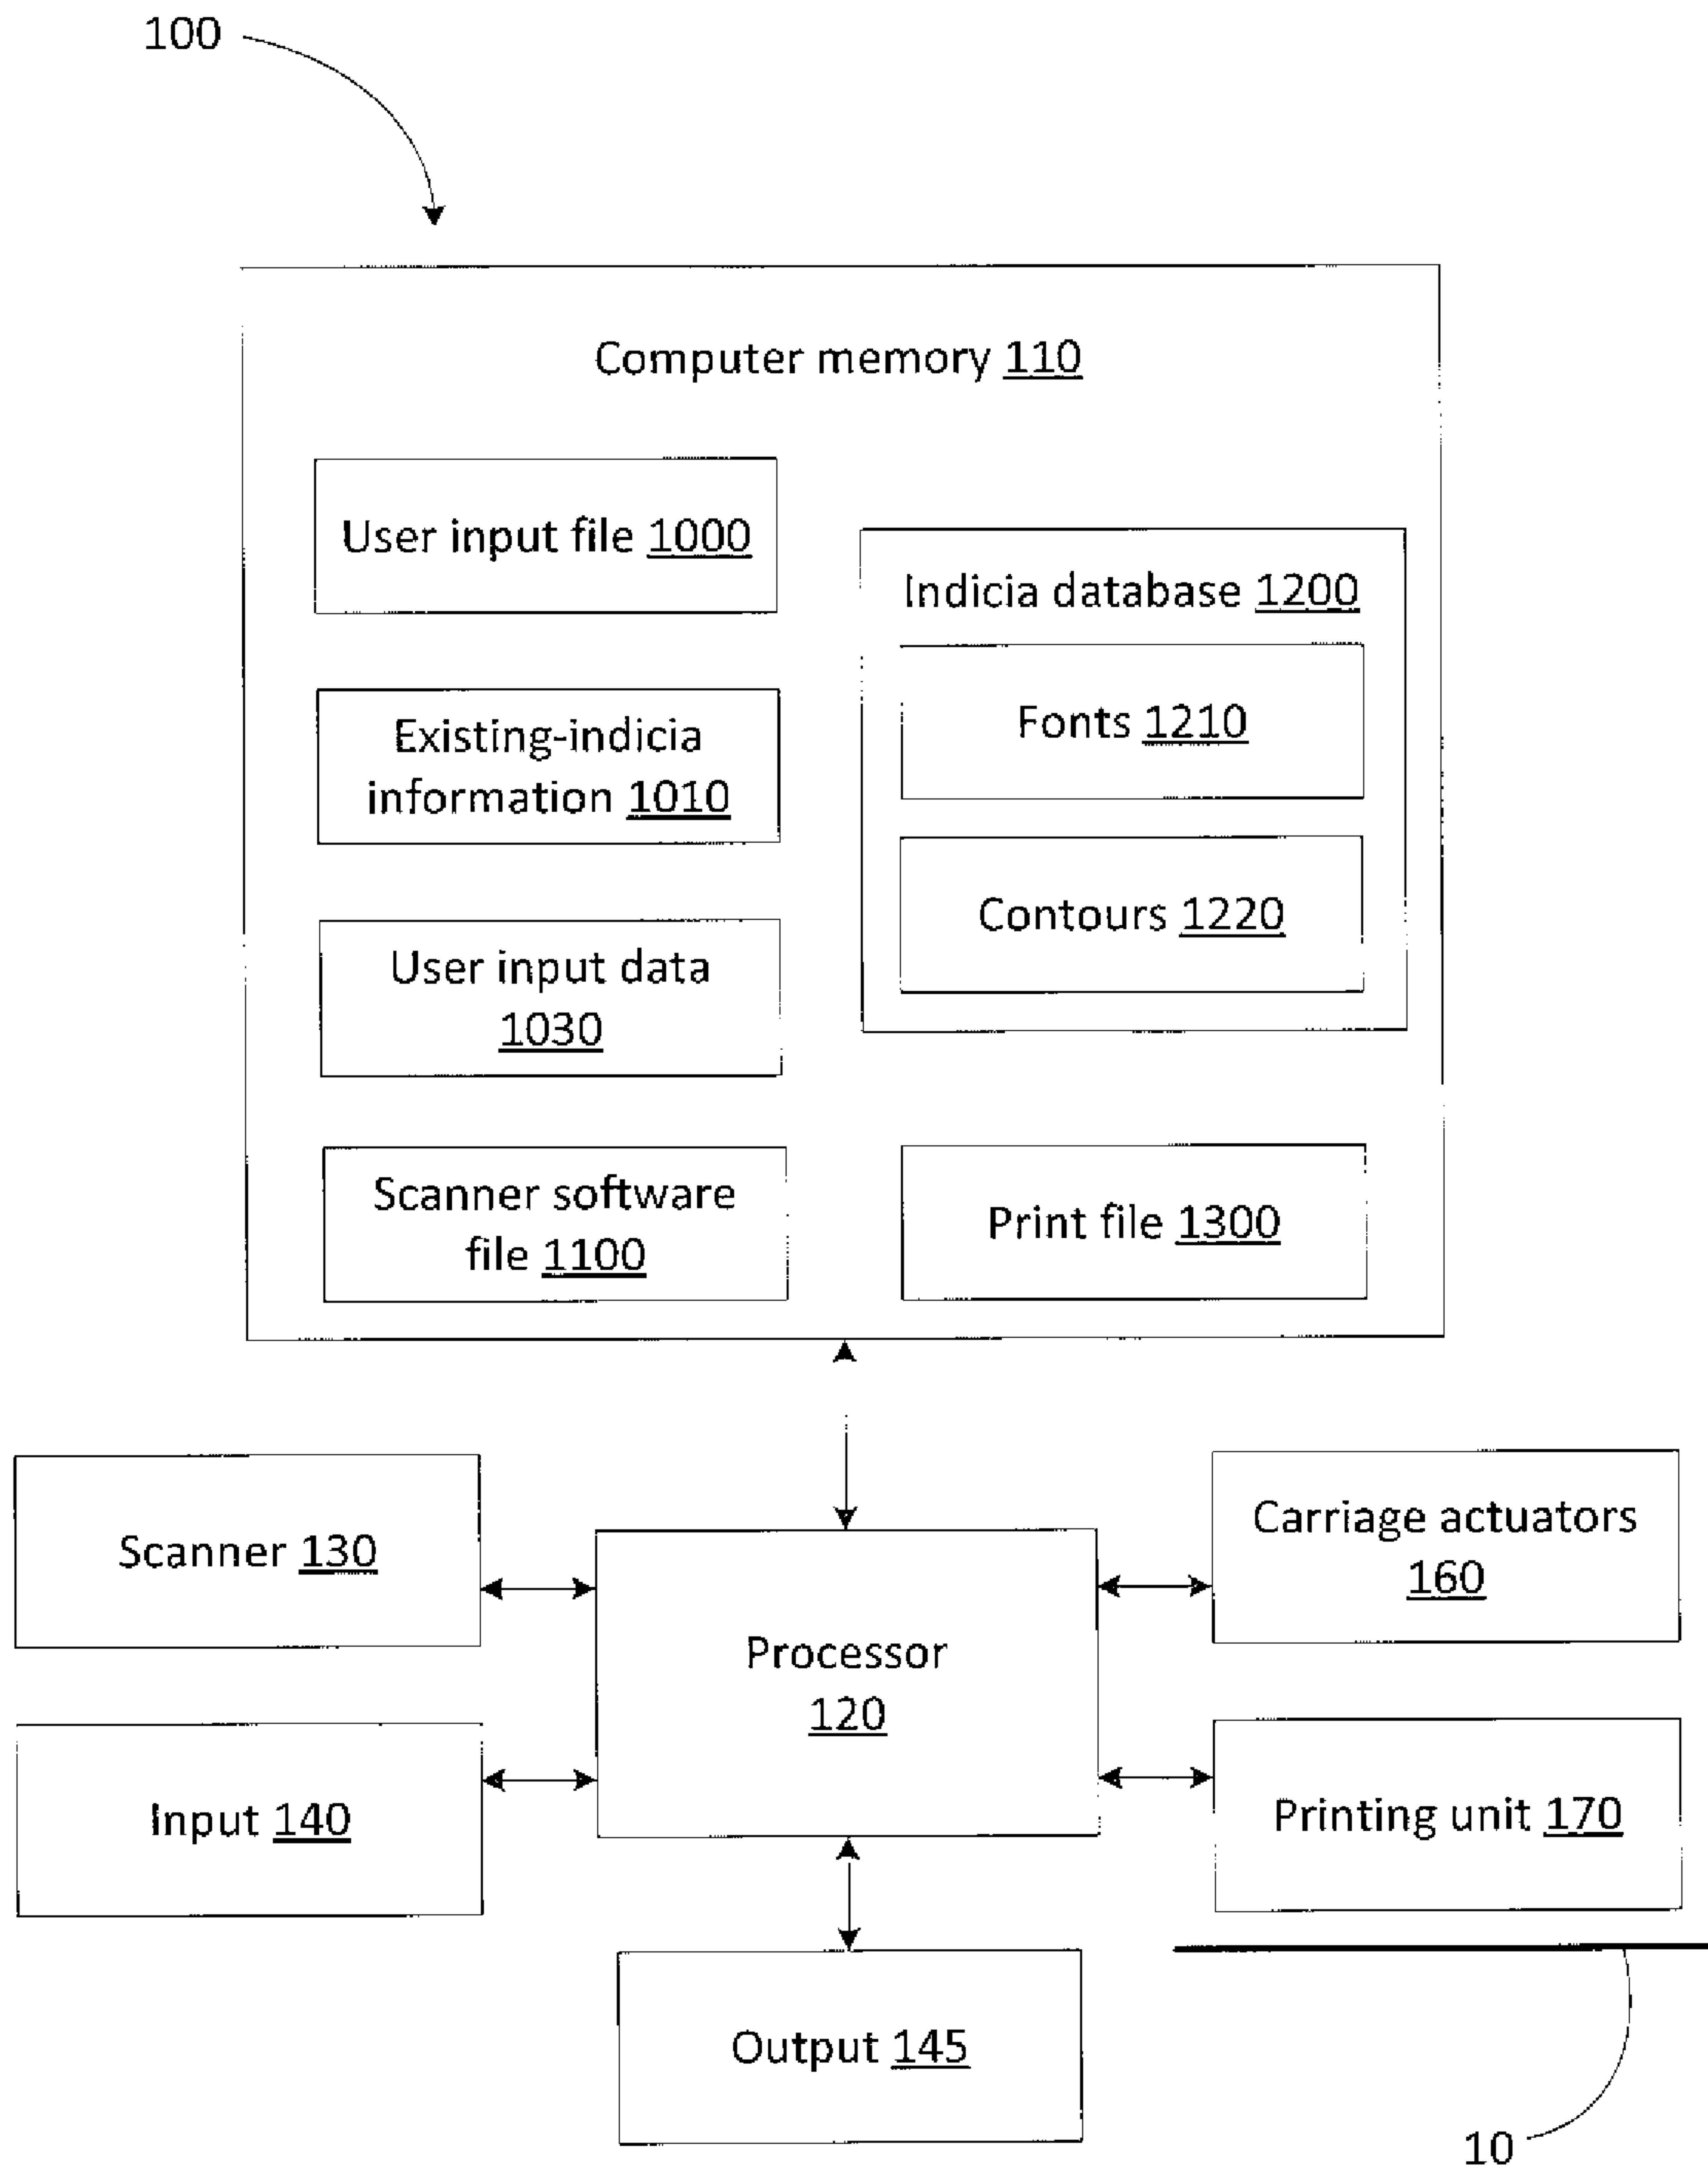 100
Computer memory 110
User input file 1000
Existing-indicia
information 1010
User input data
1030
Scanner software
file 1100
Indicia database 1200
Fonts 1210
Contours 1220
Print file 1300
Scanner 130
Input 140
Processor
120
Carriage actuators
160
Printing unit 170
Output 145
10